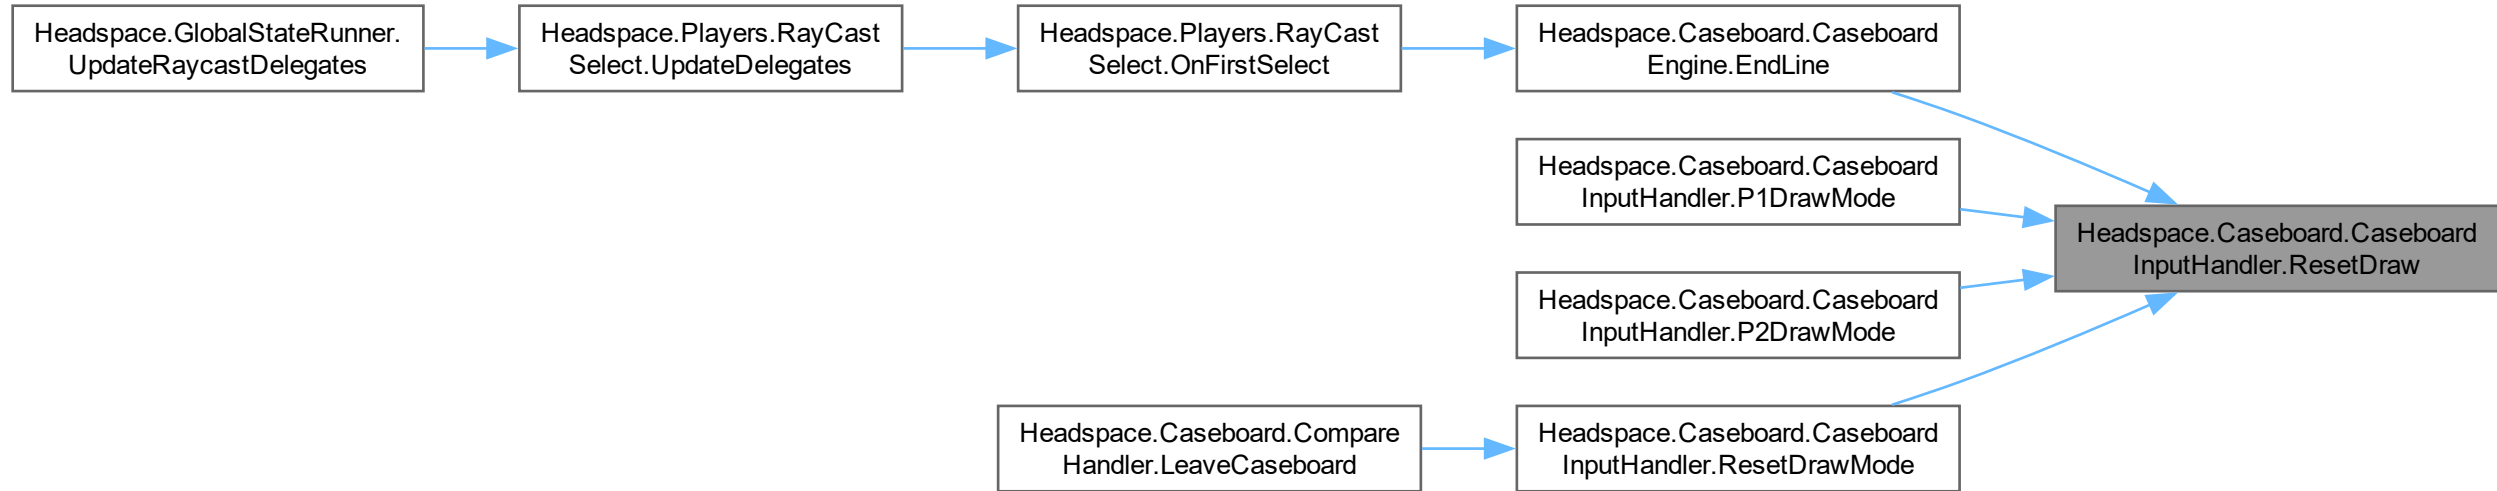 Headspace.GlobalStateRunner.
UpdateRaycastDelegates
Headspace.Players.RayCast
Select.UpdateDelegates
Headspace.Players.RayCast
Select.OnFirstSelect
Headspace.Caseboard.Caseboard
Engine.EndLine
Headspace.Caseboard.Caseboard
InputHandler.P1DrawMode
Headspace.Caseboard.Caseboard
InputHandler.ResetDraw
Headspace.Caseboard.Caseboard
InputHandler.P2DrawMode
Headspace.Caseboard.Compare
Handler.LeaveCaseboard
Headspace.Caseboard.Caseboard
InputHandler.ResetDrawMode